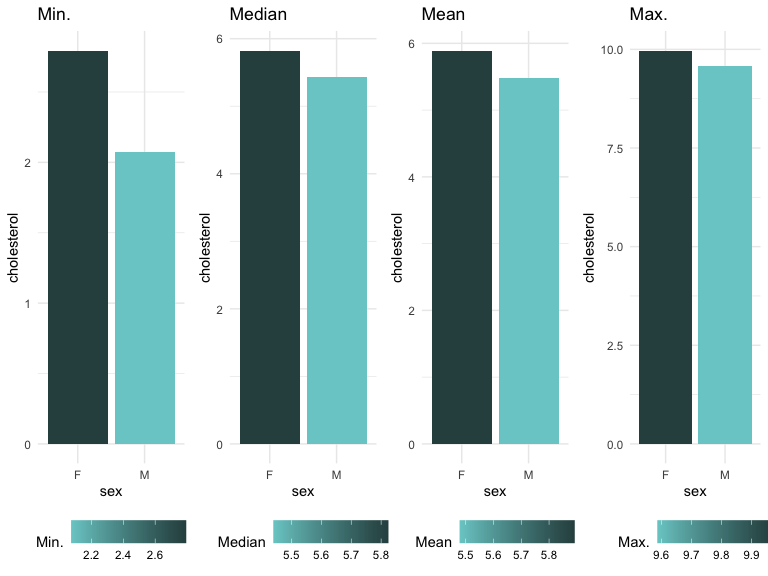 Min.
cholesterol
2
1
0
F M
sex
Min. 2.2 2.4 2.6
Median
cholesterol
6
4
2
0
F M
sex
Median 5.5 5.6 5.7 5.8
Mean
cholesterol
6
4
2
0
F M
sex
Mean 5.5 5.6 5.7 5.8
Max.
cholesterol
10.0
7.5
5.0
2.5
0.0
F M
sex
Max. 9.6 9.7 9.8 9.9